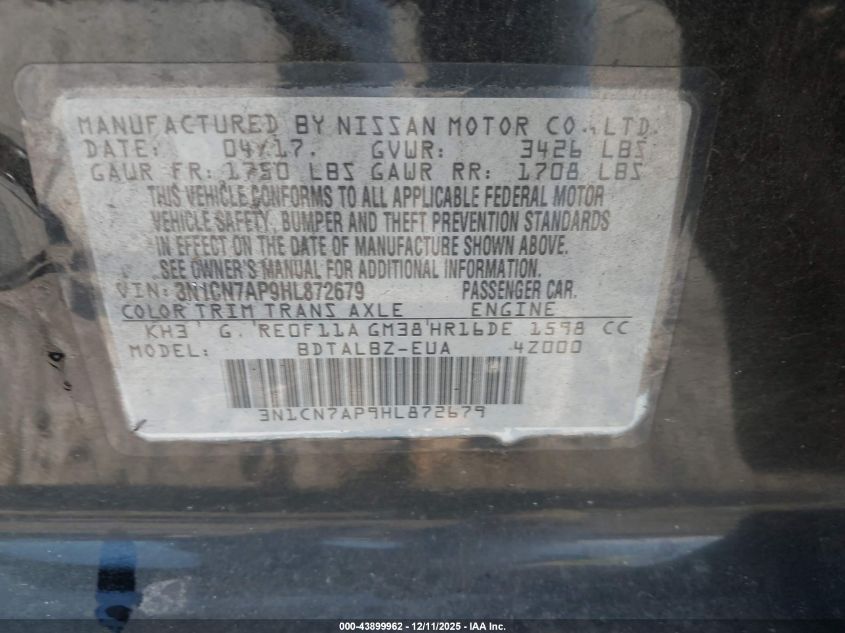 MANUFACTURED BY NISSAN MOTOR CO., LTD.
DATE: 04/17. GVWR: 3426 LBS
GAWR FR: 1750 LBS GAWR RR: 1708 LBS
THIS VEHICLE CONFORMS TO ALL APPLICABLE FEDERAL MOTOR
VEHICLE SAFETY, BUMPER AND THEFT PREVENTION STANDARDS
IN EFFECT ON THE DATE OF MANUFACTURE SHOWN ABOVE.
SEE OWNER'S MANUAL FOR ADDITIONAL INFORMATION.
VIN: 3N1CN7AP9HL872679 PASSENGER CAR.
COLOR TRIM TRANS AXLE ENGINE
KH3 G. RE0F11A GM38 HR16DE 1598 CC
MODEL: BDTALBZ-EUA 4Z000
3N1CN7AP9HL872679
000-43899962 - 12/11/2025 - IAA Inc.